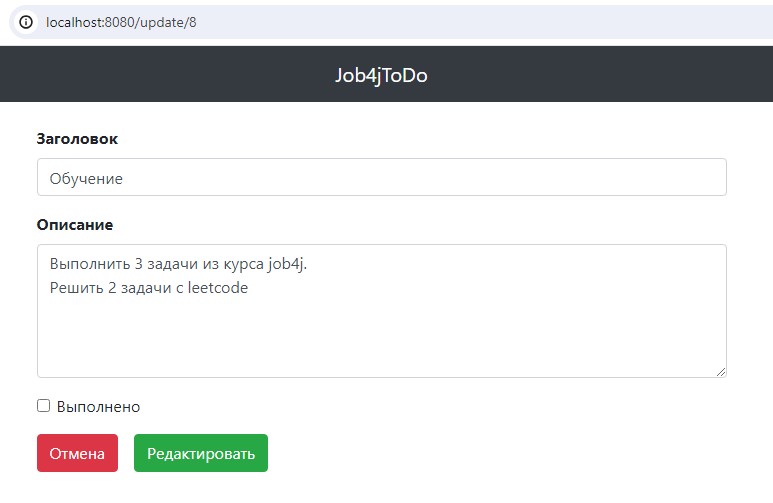 localhost:8080/update/8
Job4jToDo
Заголовок
Обучение
Описание
Выполнить 3 задачи из курса job4j.
Решить 2 задачи с leetcode
Выполнено
Отмена Редактировать